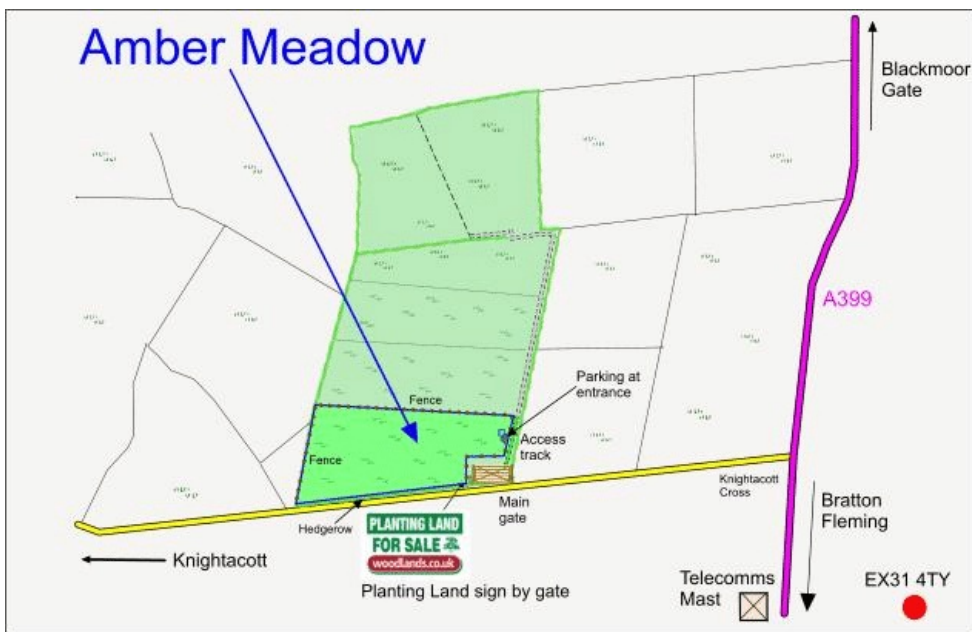 Amber Meadow
Blackmoor
Gate
A399
Parking at
entrance
Fence
Access
track
Fence
Knightacott
Cross
Main
gate
Hedgerow
Bratton
Fleming
PLANTING LAND
FOR SALE
woodlands.co.uk
Knightacott
Planting Land sign by gate
Telecomms
Mast
EX31 4TY